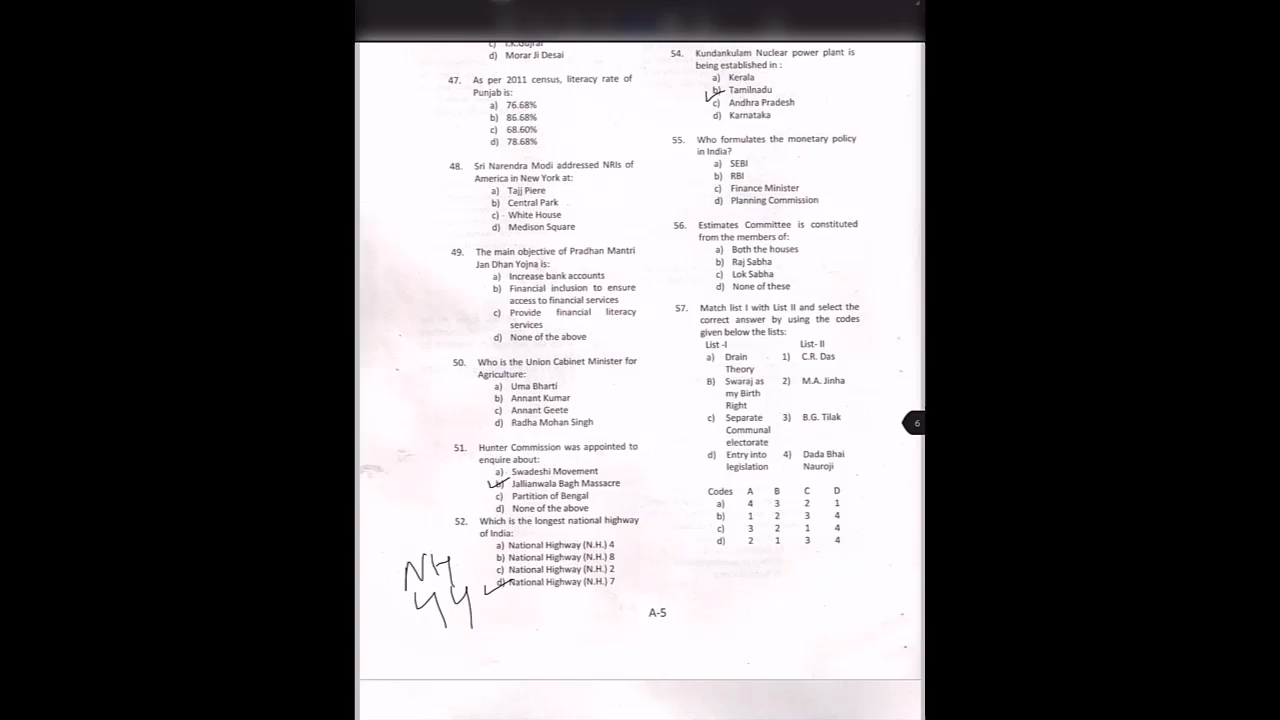 c) I.K.Gujral
d) Morar Ji Desai
47. As per 2011 census, literacy rate of
Punjab is:
a) 76.68%
b) 86.68%
c) 68.60%
d) 78.68%
48. Sri Narendra Modi addressed NRIs of
America in New York at:
a) Tajj Piere
b) Central Park
c) White House
d) Medison Square
49. The main objective of Pradhan Mantri
Jan Dhan Yojna is:
a) Increase bank accounts
b) Financial inclusion to ensure
access to financial services
c) Provide financial literacy
services
d) None of the above
50. Who is the Union Cabinet Minister for
Agriculture:
a) Uma Bharti
b) Annant Kumar
c) Annant Geete
d) Radha Mohan Singh
51. Hunter Commission was appointed to
enquire about:
a) Swadeshi Movement
b) Jallianwala Bagh Massacre
c) Partition of Bengal
d) None of the above
52. Which is the longest national highway
of India:
a) National Highway (N.H.) 4
b) National Highway (N.H.) 8
c) National Highway (N.H.) 2
d) National Highway (N.H.) 7
NH
44
54. Kundankulam Nuclear power plant is
being established in :
a) Kerala
b) Tamilnadu
c) Andhra Pradesh
d) Karnataka
55. Who formulates the monetary policy
in India?
a) SEBI
b) RBI
c) Finance Minister
d) Planning Commission
56. Estimates Committee is constituted
from the members of:
a) Both the houses
b) Raj Sabha
c) Lok Sabha
d) None of these
57. Match list I with List II and select the
correct answer by using the codes
given below the lists:
List -I List- II
a) Drain 1) C.R. Das
Theory
B) Swaraj as 2) M.A. Jinha
my Birth
Right
c) Separate 3) B.G. Tilak
Communal
electorate
d) Entry into 4) Dada Bhai
legislation Nauroji
Codes A B C D
a) 4 3 2 1
b) 1 2 3 4
c) 3 2 1 4
d) 2 1 3 4
6
A-5